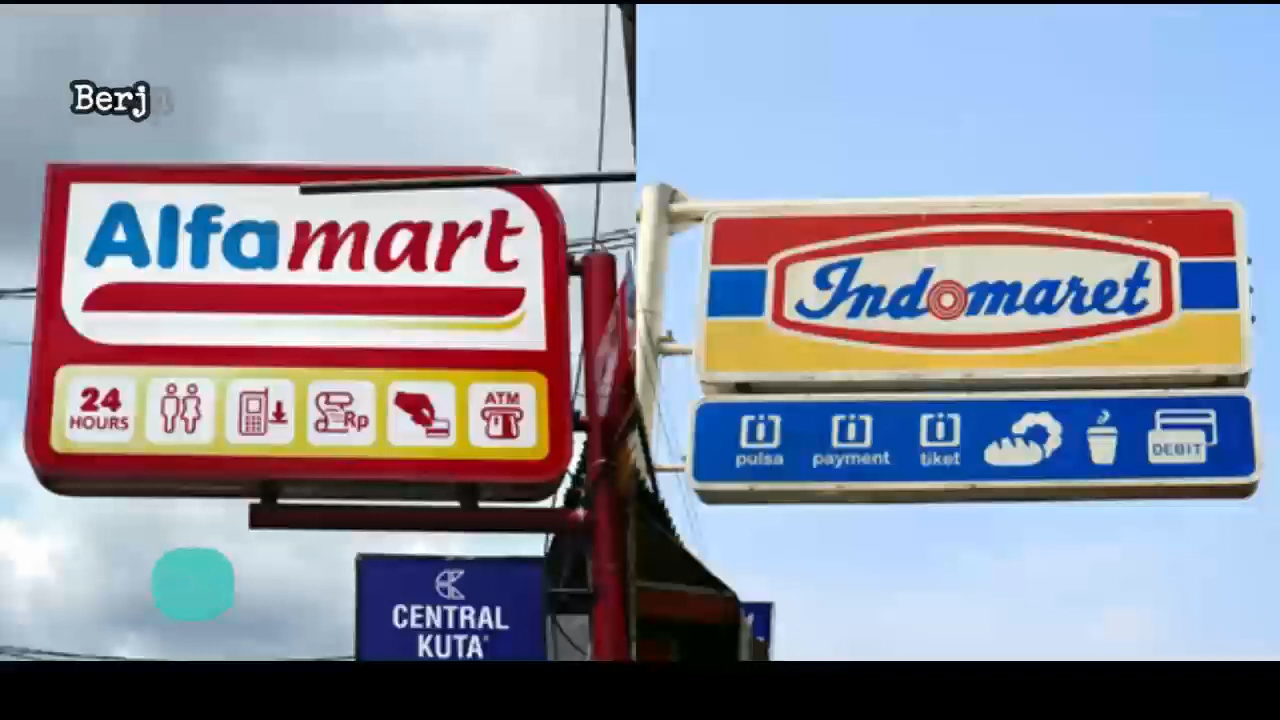 Berj
Alfamart
24
HOURS
Rp
ATM
CENTRAL
KUTA
Indomaret
pulsa
payment
tiket
DEBIT